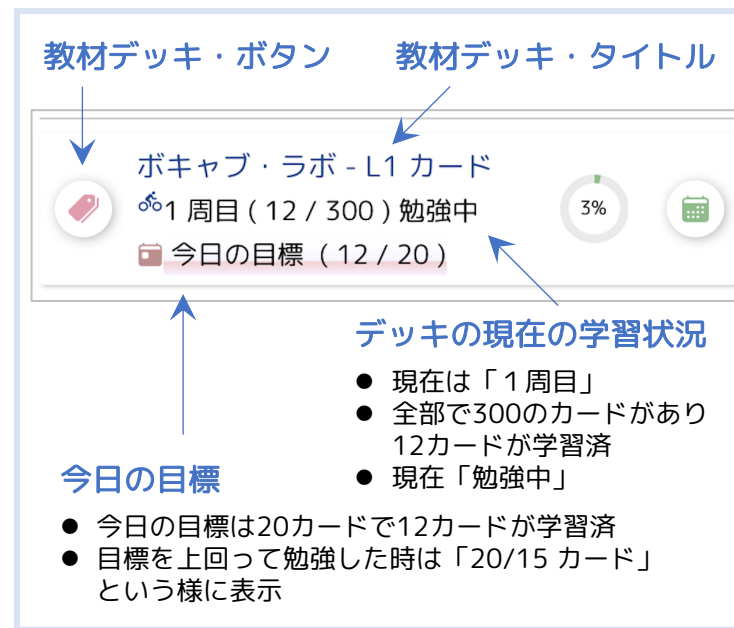 教材デッキ・ボタン
教材デッキ・タイトル
ボキャブ・ラボ - L1 カード
1 周目 ( 12 / 300 ) 勉強中
3%
今日の目標 ( 12 / 20 )
デッキの現在の学習状況
● 現在は「１周目」
● 全部で300のカードがあり
12カードが学習済
● 現在「勉強中」
今日の目標
● 今日の目標は20カードで12カードが学習済
● 目標を上回って勉強した時は「20/15 カード」
という様に表示